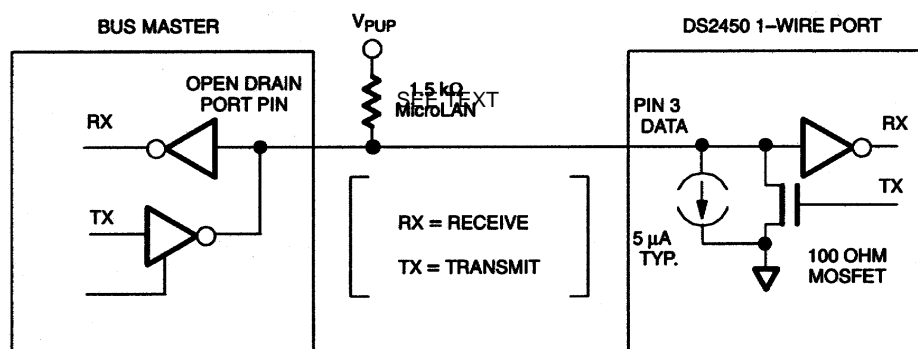 BUS MASTER
V_PUP
DS2450 1–WIRE PORT
OPEN DRAIN
PORT PIN
RX
TX
1.5 kΩ
SEE TEXT
MicroLAN
RX = RECEIVE
TX = TRANSMIT
PIN 3
DATA
RX
TX
5 μA
TYP.
100 OHM
MOSFET